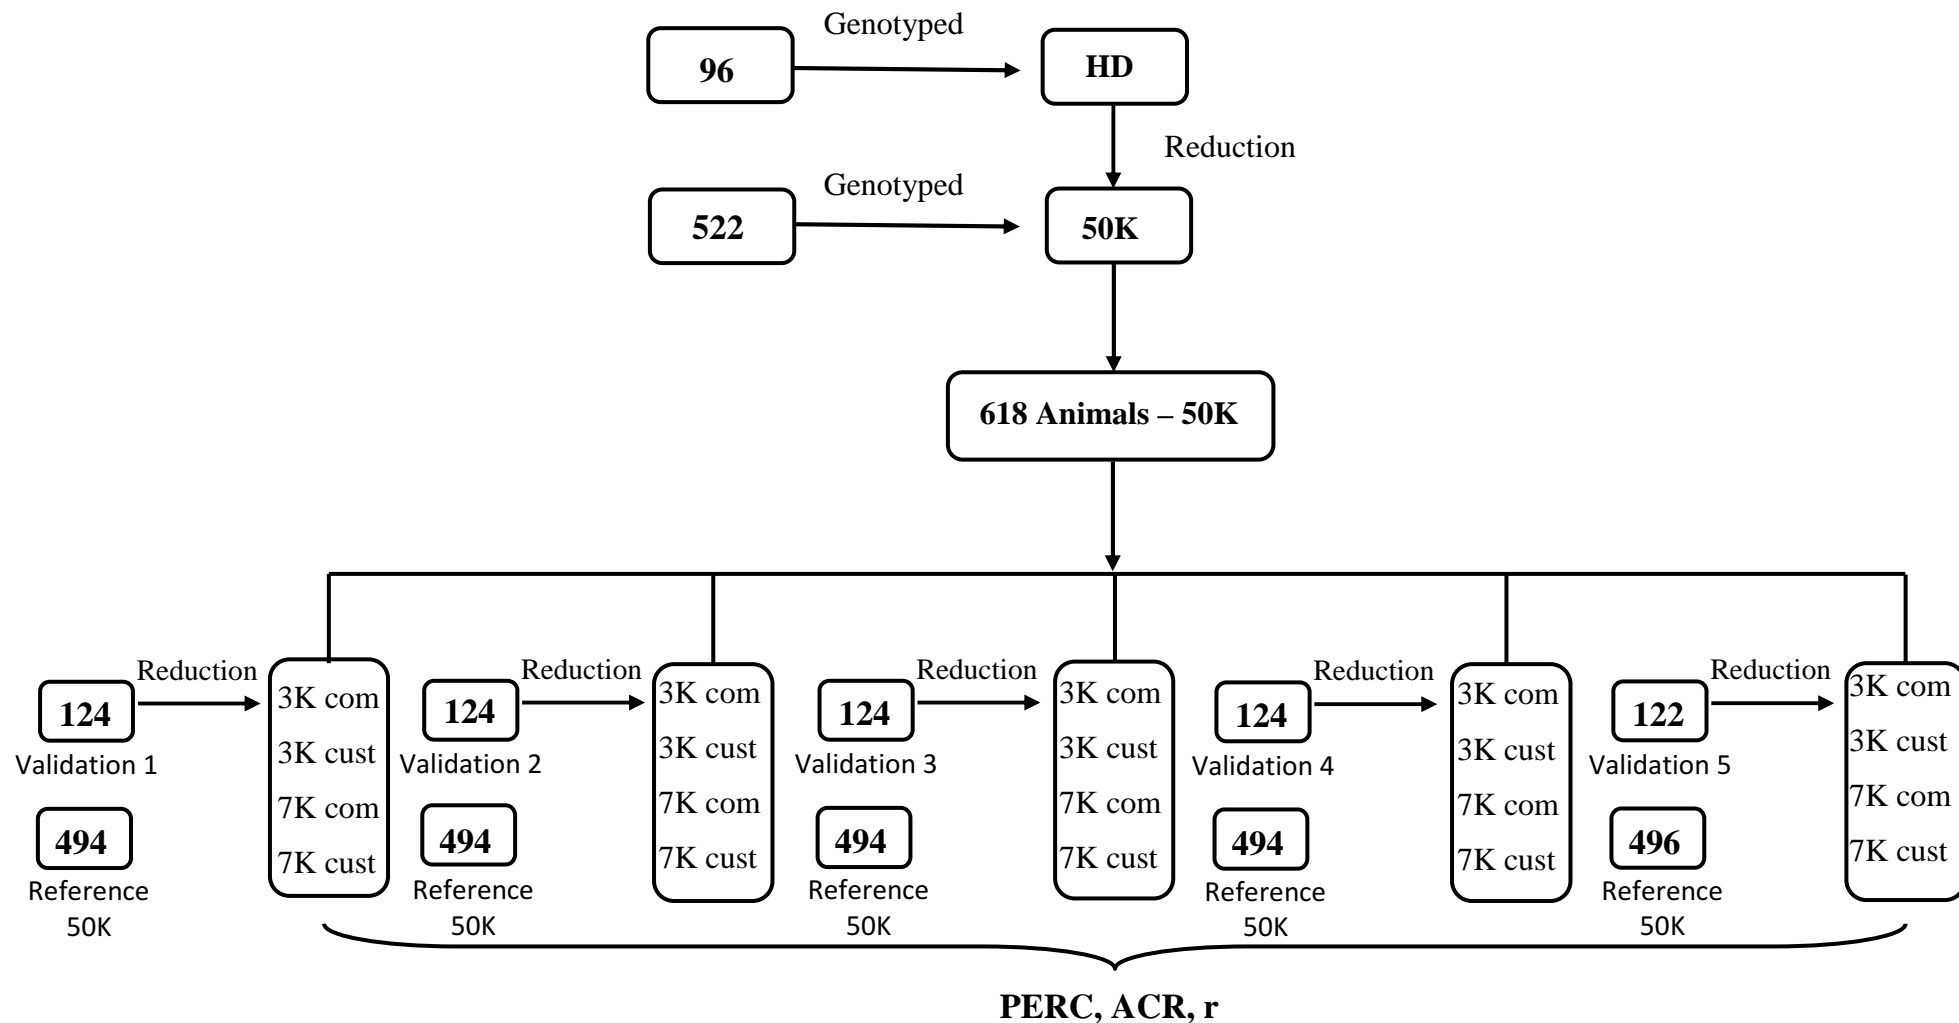 Genotyped
96
HD
Reduction
Genotyped
522
50K
618 Animals – 50K
Reduction
124
Validation 1
494
Reference
50K
3K com
3K cust
7K com
7K cust
Reduction
124
Validation 2
494
Reference
50K
3K com
3K cust
7K com
7K cust
Reduction
124
Validation 3
494
Reference
50K
3K com
3K cust
7K com
7K cust
Reduction
124
Validation 4
494
Reference
50K
3K com
3K cust
7K com
7K cust
Reduction
122
Validation 5
496
Reference
50K
3K com
3K cust
7K com
7K cust
PERC, ACR, r